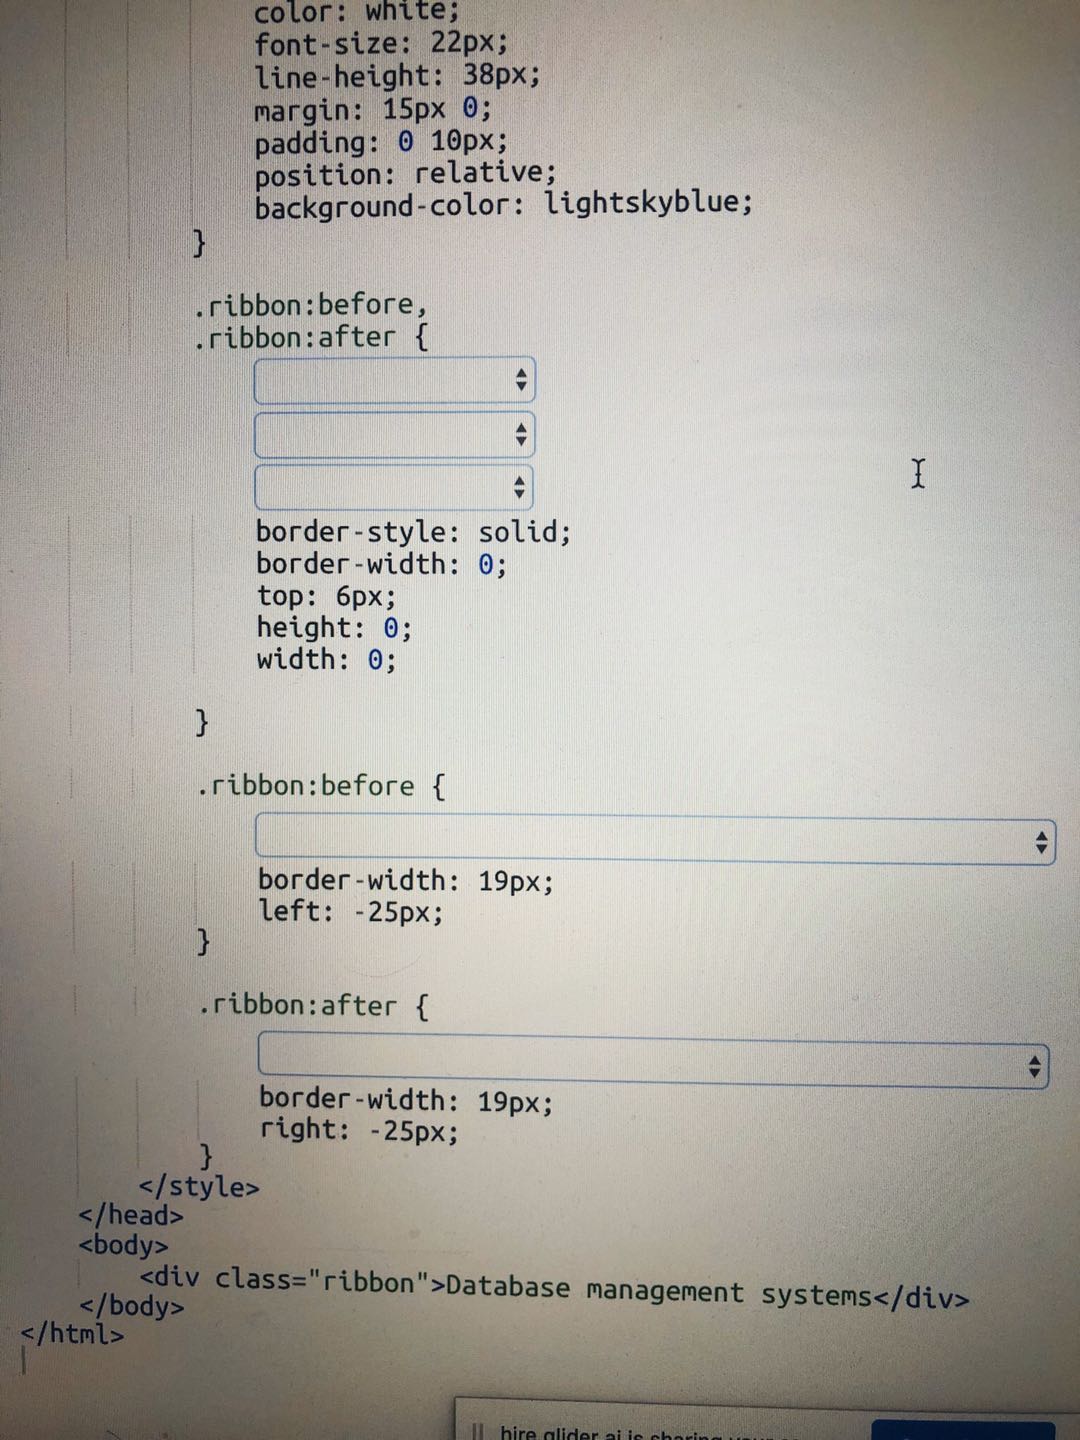 color: white;
font-size: 22px;
line-height: 38px;
margin: 15px 0;
padding: 0 10px;
position: relative;
background-color: lightskyblue;
}
.ribbon:before,
.ribbon:after {
border-style: solid;
border-width: 0;
top: 6px;
height: 0;
width: 0;
}
.ribbon:before {
border-width: 19px;
left: -25px;
}
.ribbon:after {
border-width: 19px;
right: -25px;
}
</style>
</head>
<body>
<div class="ribbon">Database management systems</div>
</body>
</html>
hire.glider.ai is sharing